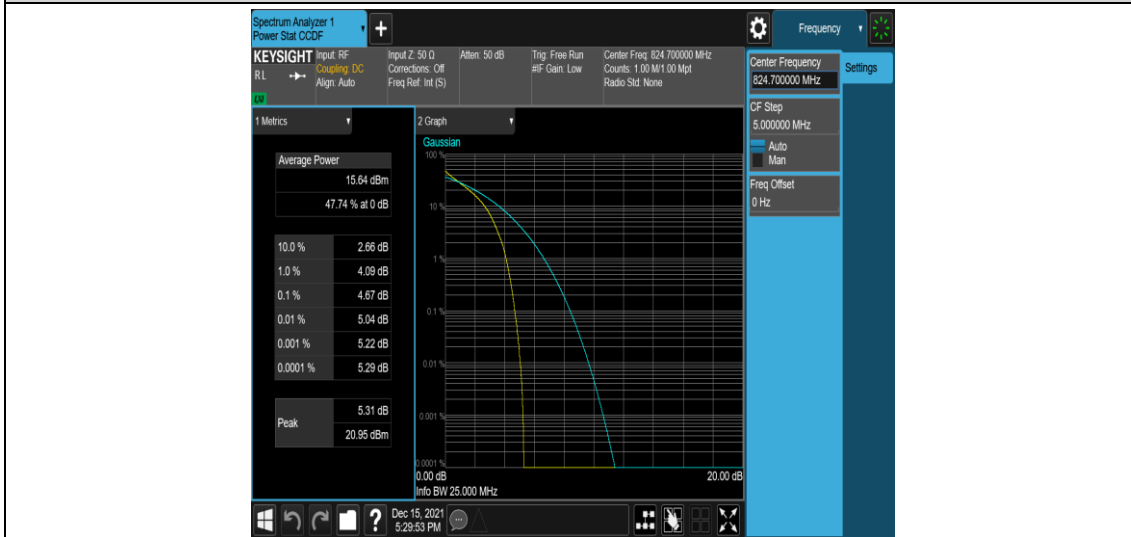 Spectrum Analyzer 1
Power Stat CCDF
+
Frequency
KEYSIGHT
RL
Input: RF
Coupling: DC
Align: Auto
Input Z: 50 Ω
Corrections: Off
Freq Ref: Int (S)
Atten: 50 dB
Trig: Free Run
#IF Gain: Low
Center Freq: 824.700000 MHz
Counts: 1.00 M/1.00 Mpt
Radio Std: None
Center Frequency
824.700000 MHz
Settings
CF Step
5.000000 MHz
Auto
Man
Freq Offset
0 Hz
1 Metrics
Average Power
15.64 dBm
47.74 % at 0 dB
10.0 % 2.66 dB
1.0 % 4.09 dB
0.1 % 4.67 dB
0.01 % 5.04 dB
0.001 % 5.22 dB
0.0001 % 5.29 dB
Peak
5.31 dB
20.95 dBm
2 Graph
Gaussian
100 %
10 %
1 %
0.1 %
0.01 %
0.001 %
0.0001 %
0.00 dB 20.00 dB
Info BW 25.000 MHz
?
Dec 15, 2021
5:29:53 PM